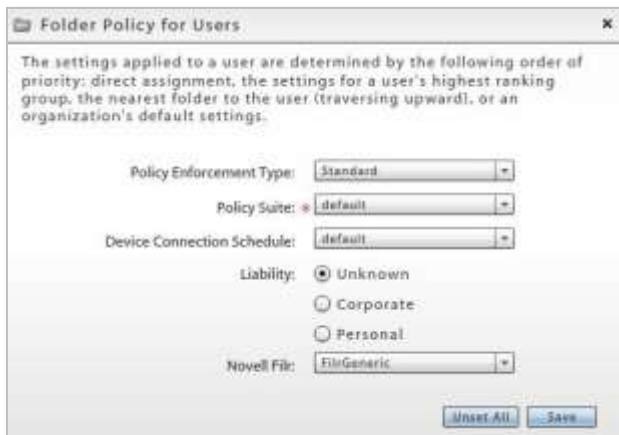 Folder Policy for Users
The settings applied to a user are determined by the following order of
priority: direct assignment, the settings for a user's highest ranking
group, the nearest folder to the user (traversing upward), or an
organization's default settings.
Policy Enforcement Type: Standard
Policy Suite: * default
Device Connection Schedule: default
Liability: Unknown
Corporate
Personal
Novell Filr: FilrGeneric
Unset All Save